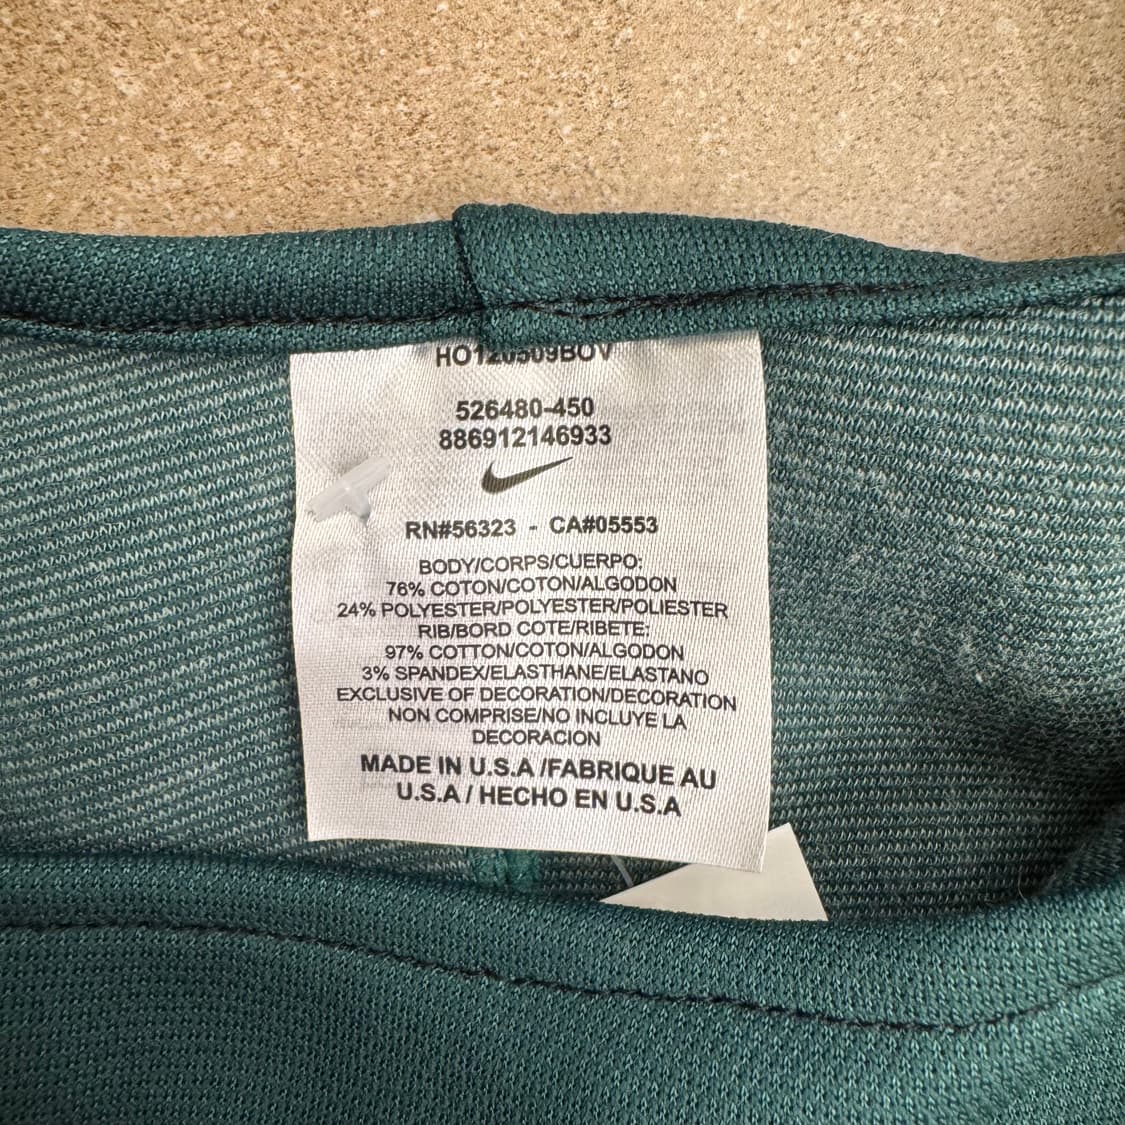 HO120509BOV
526480-450
886912146933
RN#56323 - CA#05553
BODY/CORPS/CUERPO:
76% COTON/COTON/ALGODON
24% POLYESTER/POLYESTER/POLIESTER
RIB/BORD COTE/RIBETE:
97% COTTON/COTON/ALGODON
3% SPANDEX/ELASTHANE/ELASTANO
EXCLUSIVE OF DECORATION/DECORATION
NON COMPRISE/NO INCLUYE LA
DECORACION
MADE IN U.S.A /FABRIQUE AU
U.S.A / HECHO EN U.S.A